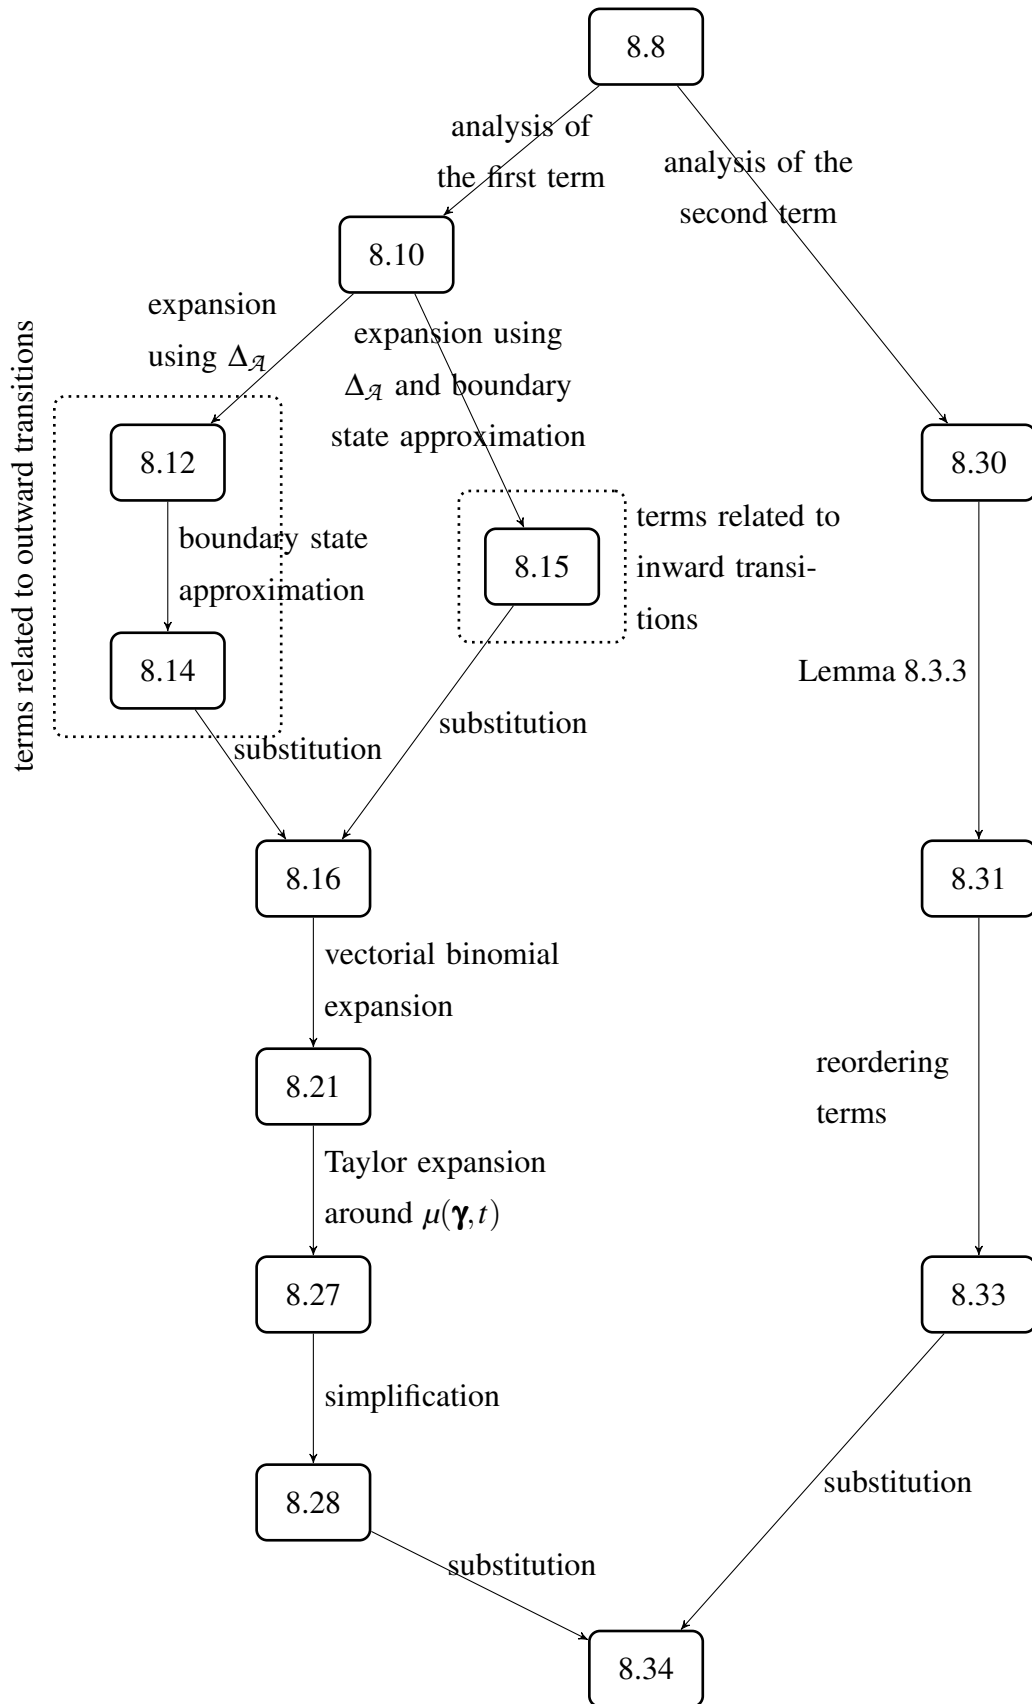 8.8
analysis of
the first term
analysis of the
second term
8.10
expansion
using Δ𝒜
expansion using
Δ𝒜 and boundary
state approximation
terms related to outward transitions
8.12
8.30
boundary state
approximation
8.15
terms related to
inward transi-
tions
8.14
Lemma 8.3.3
substitution
substitution
8.16
8.31
vectorial binomial
expansion
8.21
reordering
terms
Taylor expansion
around μ(γ,t)
8.27
8.33
simplification
8.28
substitution
substitution
8.34